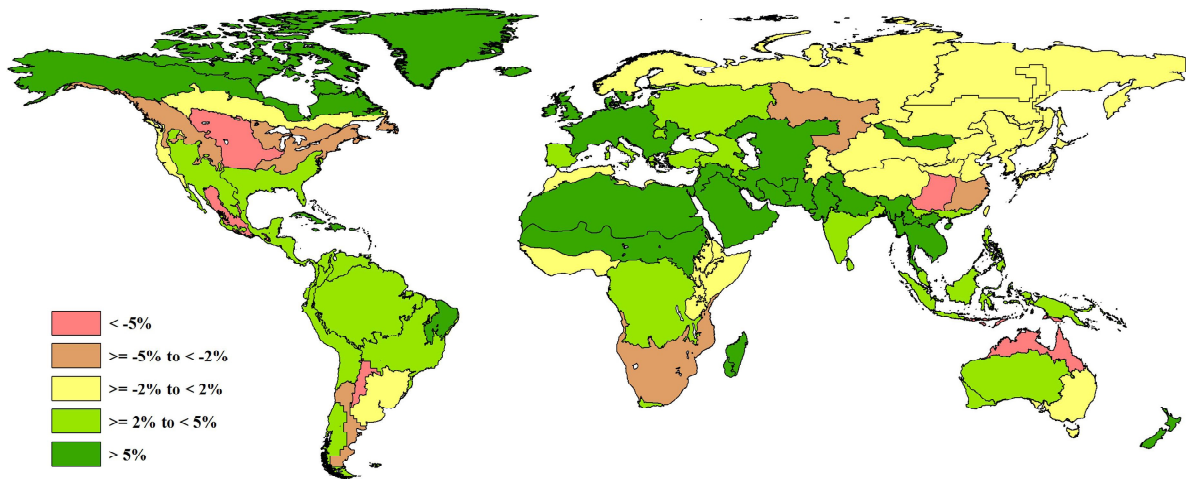 < -5%
>= -5% to < -2%
>= -2% to < 2%
>= 2% to < 5%
> 5%